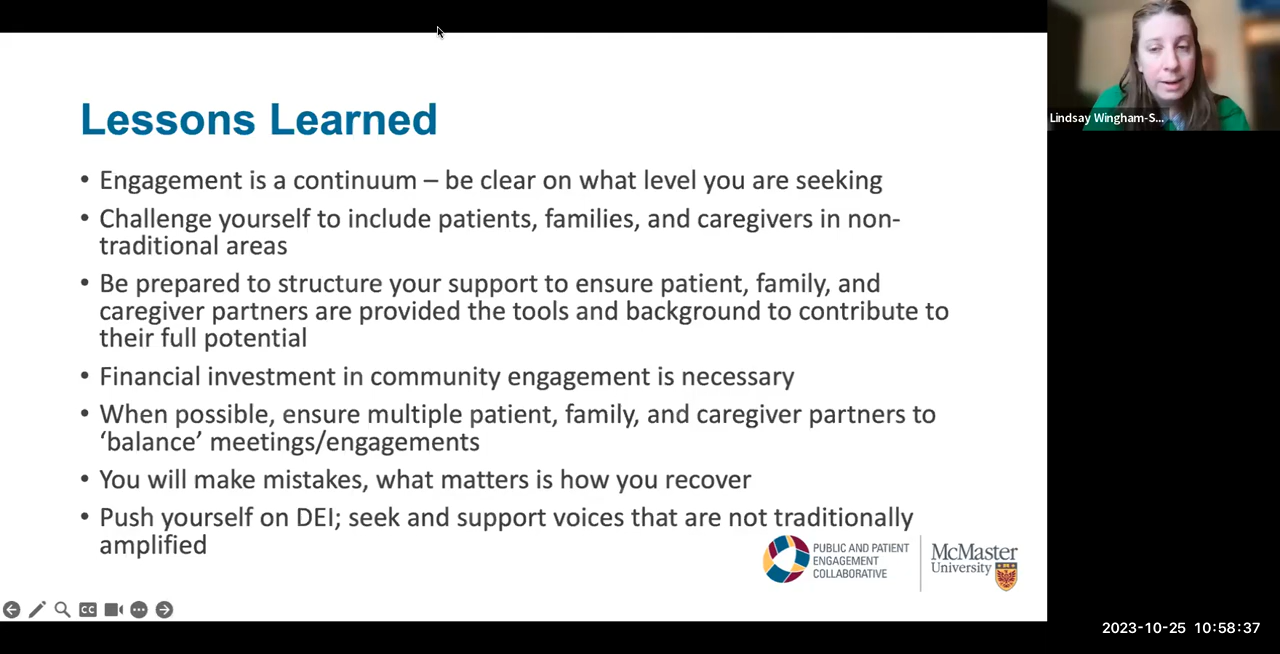 Lessons Learned
• Engagement is a continuum – be clear on what level you are seeking
• Challenge yourself to include patients, families, and caregivers in non-
traditional areas
• Be prepared to structure your support to ensure patient, family, and
caregiver partners are provided the tools and background to contribute to
their full potential
• Financial investment in community engagement is necessary
• When possible, ensure multiple patient, family, and caregiver partners to
‘balance’ meetings/engagements
• You will make mistakes, what matters is how you recover
• Push yourself on DEI; seek and support voices that are not traditionally
amplified
PUBLIC AND PATIENT
ENGAGEMENT
COLLABORATIVE
McMaster
University
CC
Lindsay Wingham-S...
2023-10-25 10:58:37